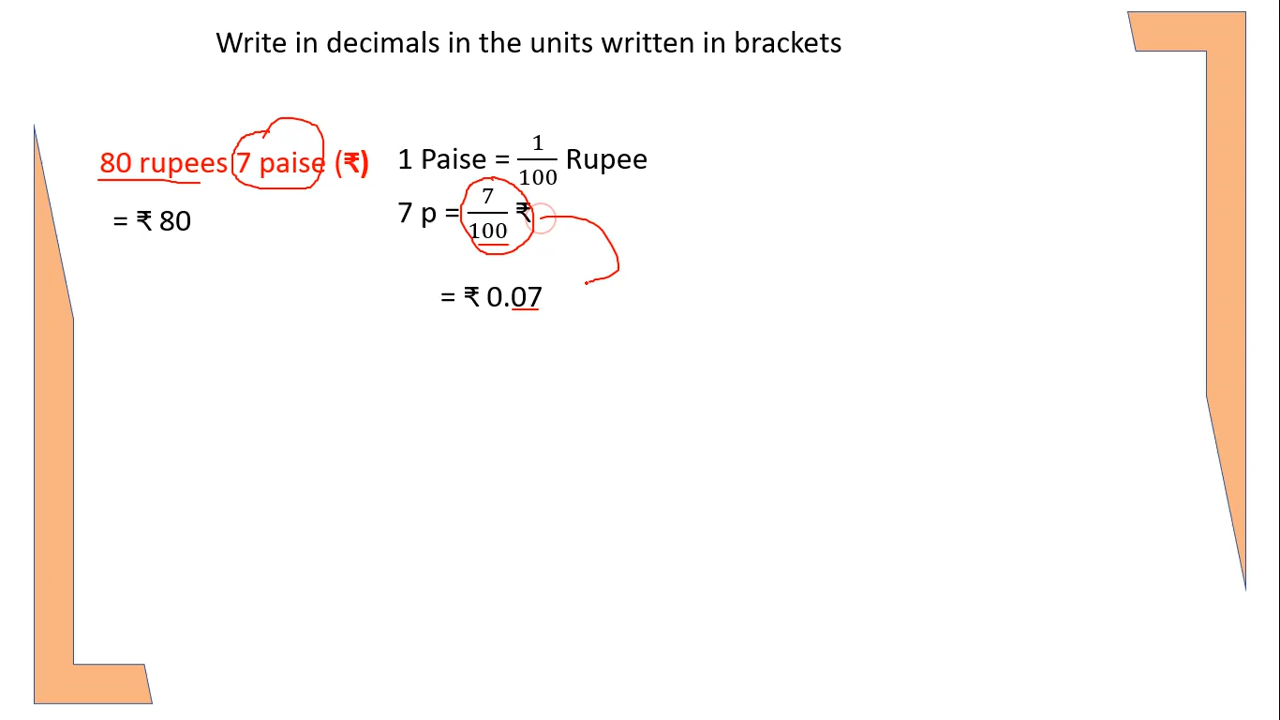 Write in decimals in the units written in brackets
80 rupees 7 paise (₹)
= ₹ 80
1 Paise = 1/100 Rupee
7 p = 7/100 ₹
= ₹ 0.07